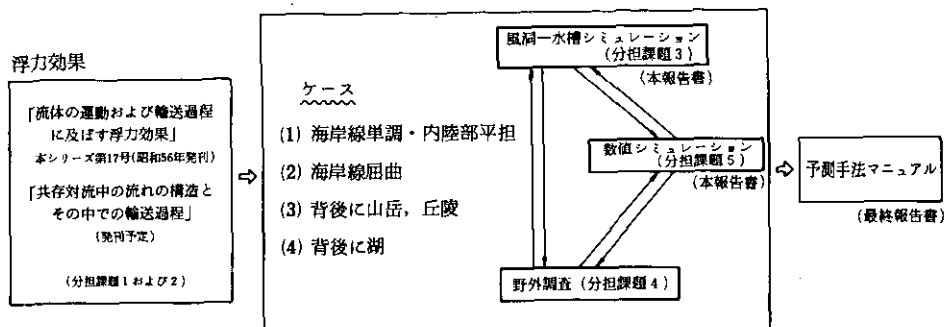 浮力効果
「流体の運動および輸送過程
に及ぼす浮力効果」
本シリーズ第17号(昭和56年発刊)
「共存対流中の流れの構造と
その中での輸送過程」
(発刊予定)
(分担課題1および2)
ケース
(1) 海岸線単調・内陸部平担
(2) 海岸線屈曲
(3) 背後に山岳，丘陵
(4) 背後に湖
風洞一水槽シミュレーション
(分担課題3)
(本報告書)
数値シミュレーション
(分担課題5)
(本報告書)
野外調査 (分担課題4)
予測手法マニュアル
(最終報告書)